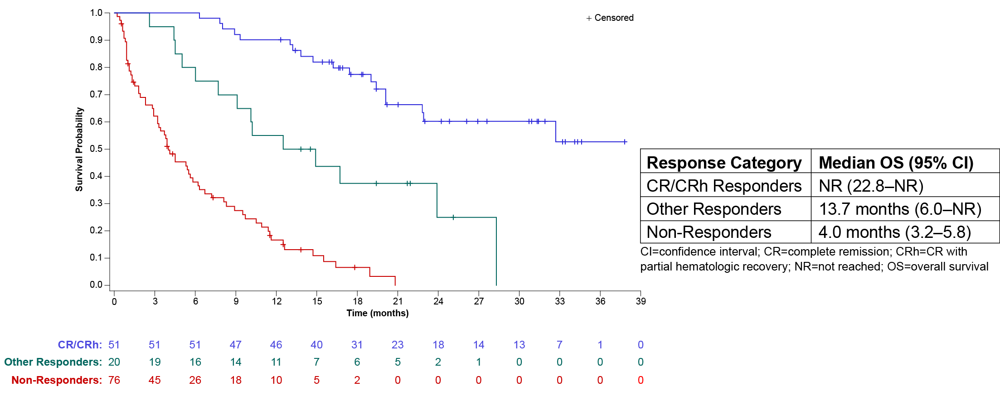 + Censored
Survival Probability
1.0
0.9
0.8
0.7
0.6
0.5
0.4
0.3
0.2
0.1
0.0
0 3 6 9 12 15 18 21 24 27 30 33 36 39
Time (months)
Response Category Median OS (95% CI)
CR/CRh Responders NR (22.8–NR)
Other Responders 13.7 months (6.0–NR)
Non-Responders 4.0 months (3.2–5.8)
CI=confidence interval; CR=complete remission; CRh=CR with
partial hematologic recovery; NR=not reached; OS=overall survival
CR/CRh: 51 51 51 47 46 40 31 23 18 14 13 7 1 0
Other Responders: 20 19 16 14 11 7 6 5 2 1 0 0 0 0
Non-Responders: 76 45 26 18 10 5 2 0 0 0 0 0 0 0